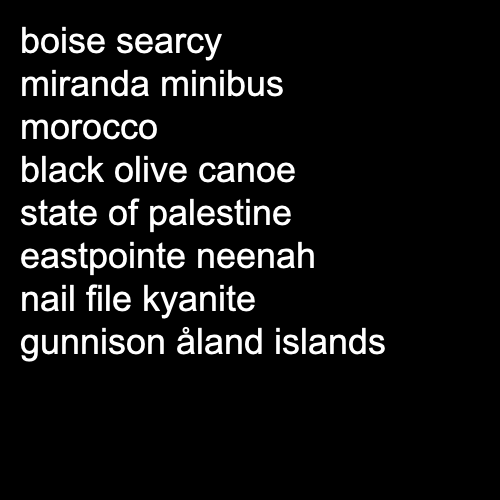 boise searcy
miranda minibus
morocco
black olive canoe
state of palestine
eastpointe neenah
nail file kyanite
gunnison åland islands